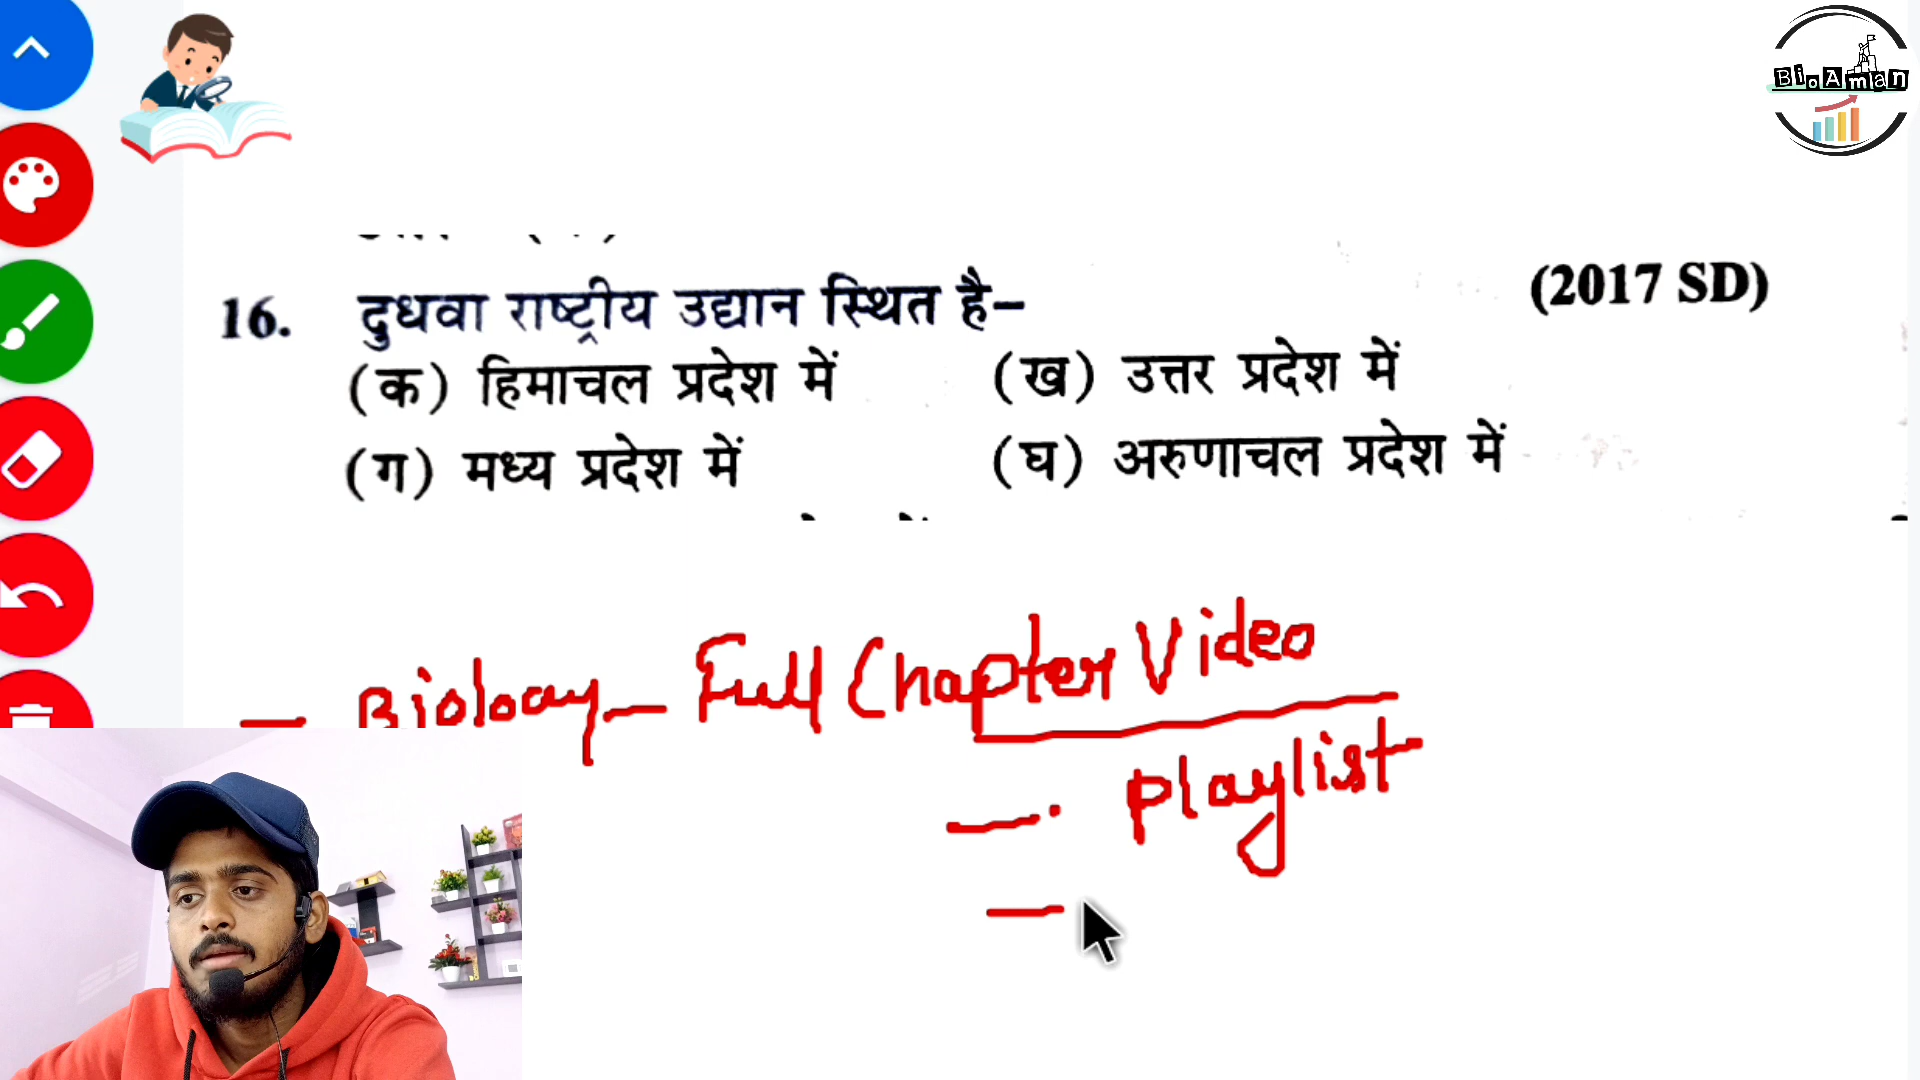 BioAman
16. दुधवा राष्ट्रीय उद्यान स्थित है– (2017 SD)
(क) हिमाचल प्रदेश में (ख) उत्तर प्रदेश में
(ग) मध्य प्रदेश में (घ) अरुणाचल प्रदेश में
– Biology – Full Chapter Video
– . Playlist
–